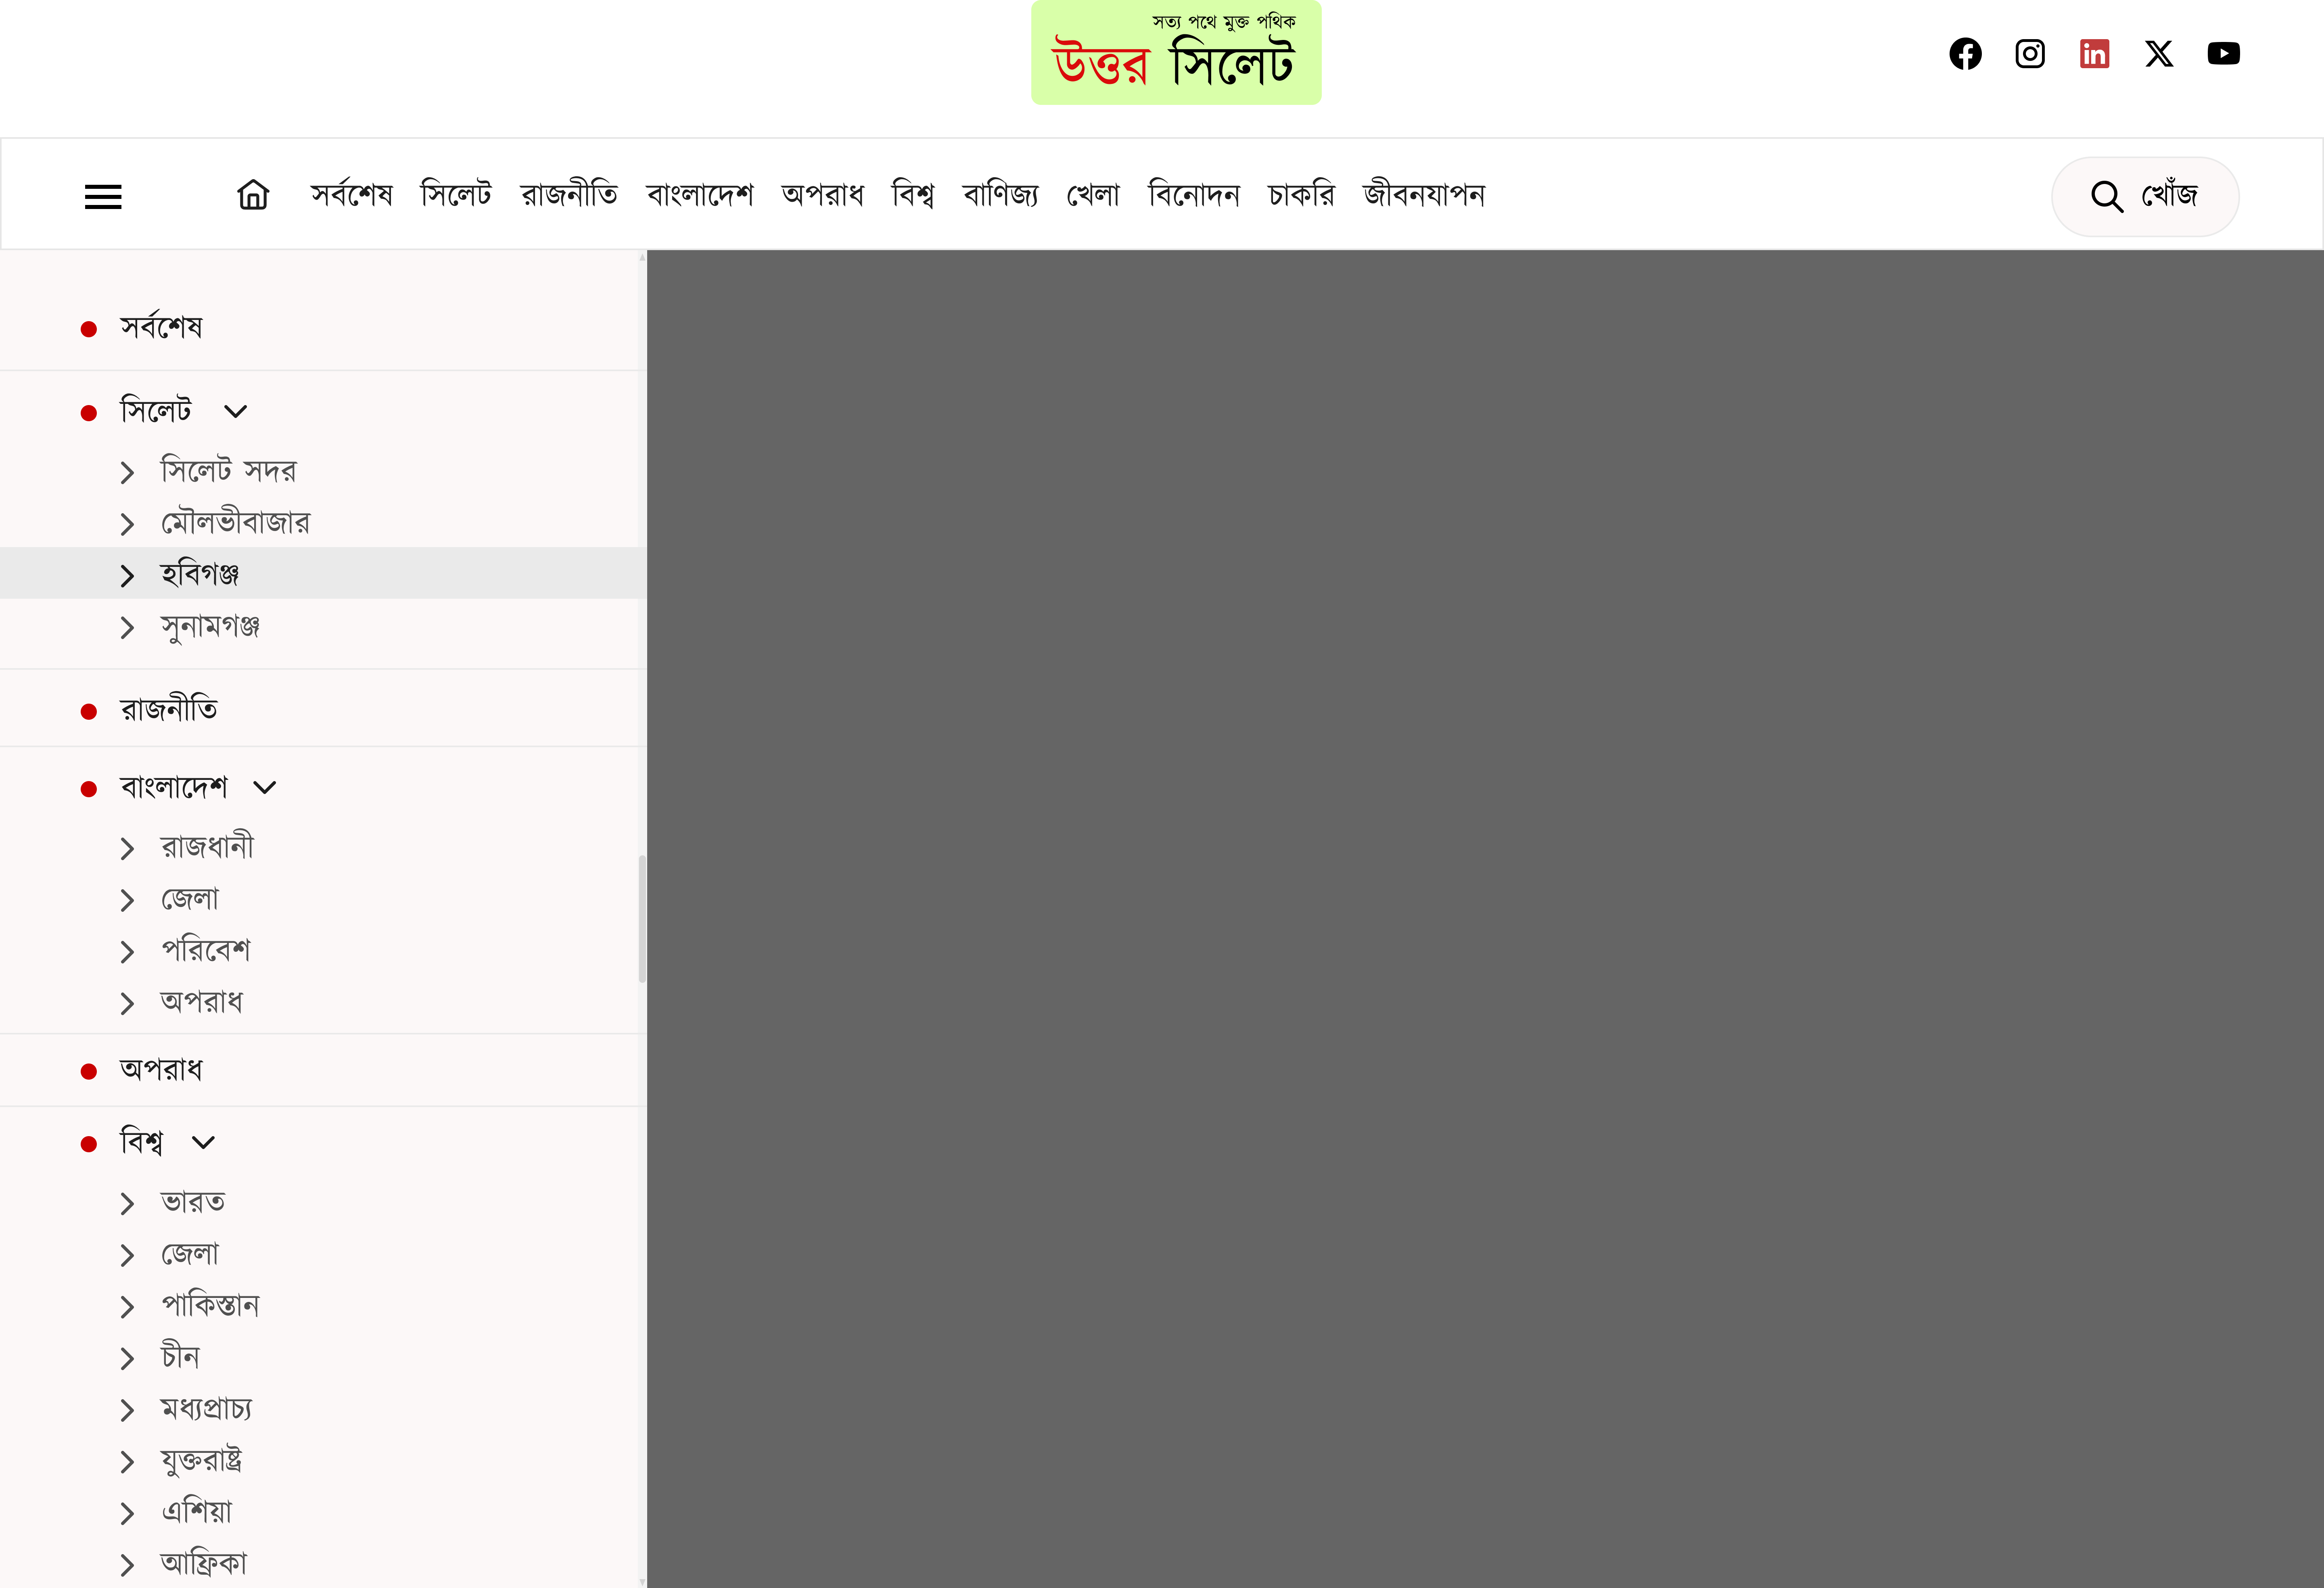 সত্য পথে মুক্ত পথিক
উত্তর সিলেট
সর্বশেষ সিলেট রাজনীতি বাংলাদেশ অপরাধ বিশ্ব বাণিজ্য খেলা বিনোদন চাকরি জীবনযাপন খোঁজ
সর্বশেষ
সিলেট
সিলেট সদর
মৌলভীবাজার
হবিগঞ্জ
সুনামগঞ্জ
রাজনীতি
বাংলাদেশ
রাজধানী
জেলা
পরিবেশ
অপরাধ
অপরাধ
বিশ্ব
ভারত
জেলা
পাকিস্তান
চীন
মধ্যপ্রাচ্য
যুক্তরাষ্ট্র
এশিয়া
আফ্রিকা